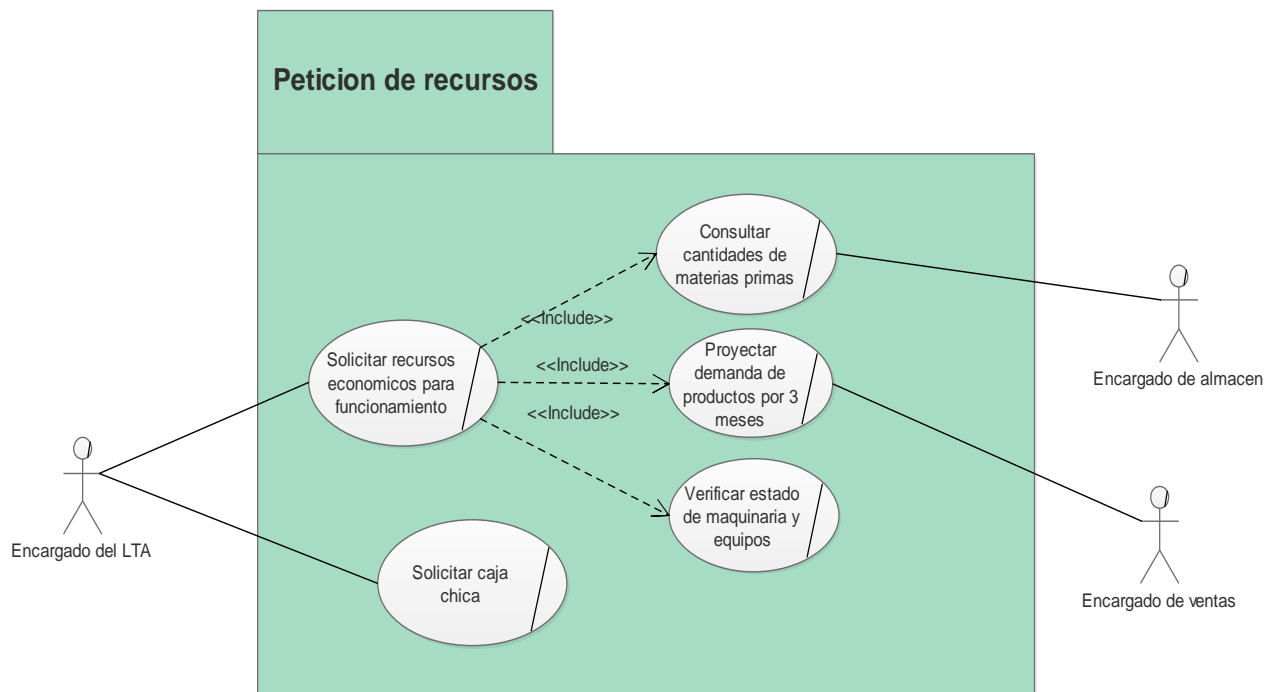 Peticion de recursos
Consultar
cantidades de
materias primas
<<Include>>
Solicitar recursos
economicos para
funcionamiento
<<Include>>
Proyectar
demanda de
productos por 3
meses
<<Include>>
Encargado de almacen
Verificar estado
de maquinaria y
equipos
Encargado del LTA
Solicitar caja
chica
Encargado de ventas